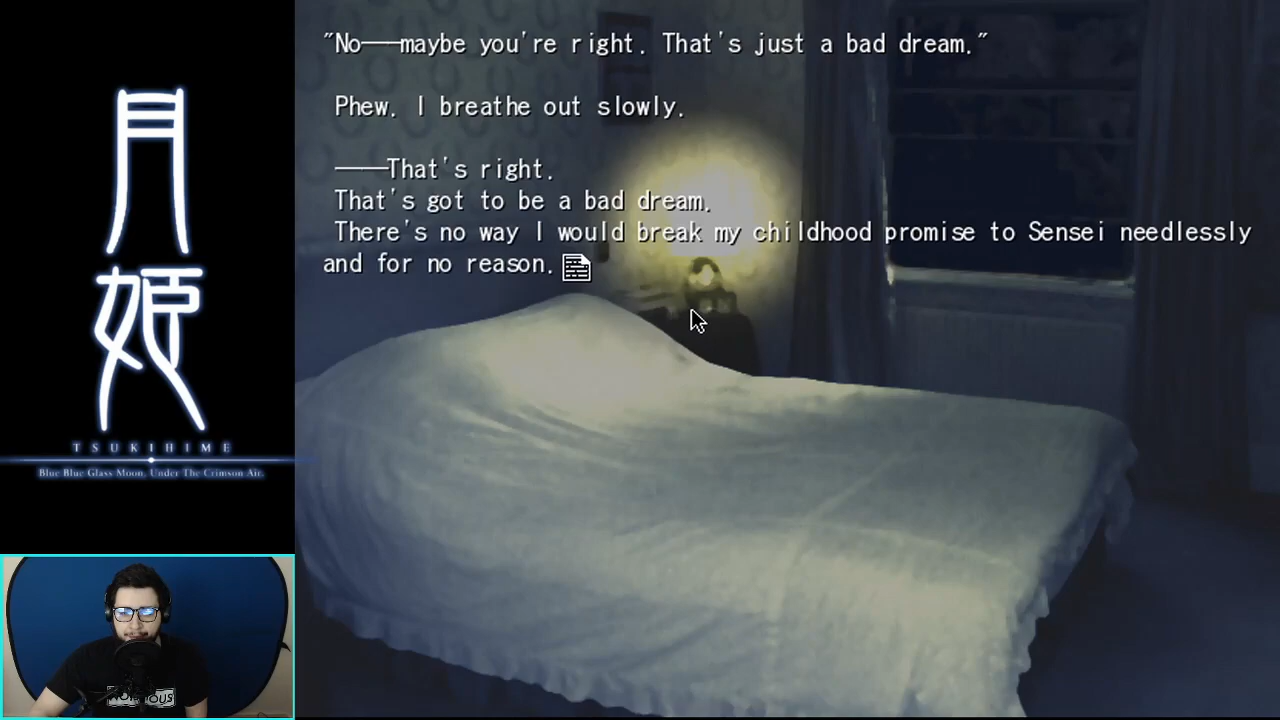 "No――maybe you're right. That's just a bad dream."
Phew. I breathe out slowly.
――That's right.
That's got to be a bad dream.
There's no way I would break my childhood promise to Sensei needlessly
and for no reason.
月
姫
TSUKIHIME
Blue Blue Glass Moon, Under The Crimson Air.